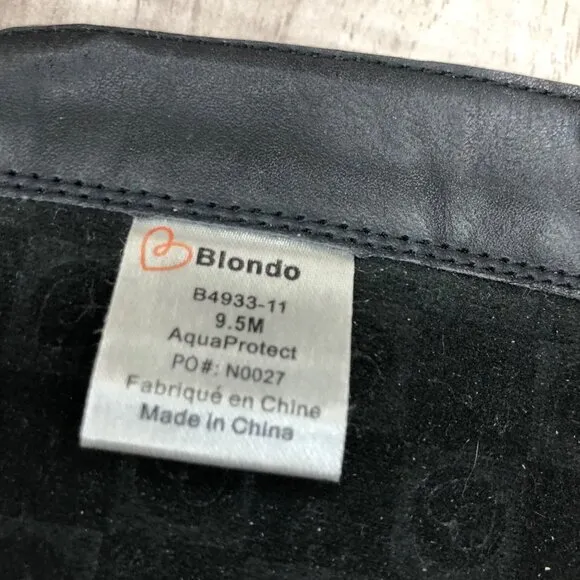 Blondo
B4933-11
9.5M
AquaProtect
PO#: N0027
Fabriqué en Chine
Made in China